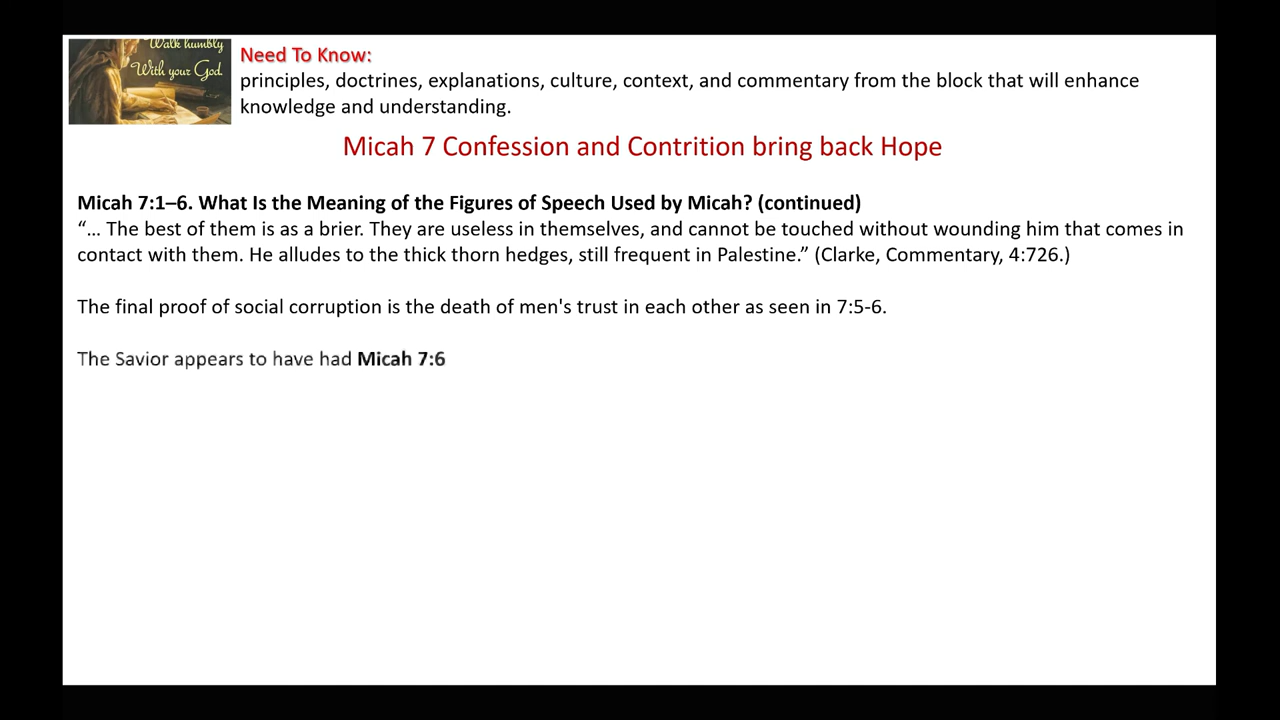 Walk humbly
With your God.
Need To Know:
principles, doctrines, explanations, culture, context, and commentary from the block that will enhance
knowledge and understanding.
Micah 7 Confession and Contrition bring back Hope
Micah 7:1–6. What Is the Meaning of the Figures of Speech Used by Micah? (continued)
“… The best of them is as a brier. They are useless in themselves, and cannot be touched without wounding him that comes in
contact with them. He alludes to the thick thorn hedges, still frequent in Palestine.” (Clarke, Commentary, 4:726.)
The final proof of social corruption is the death of men's trust in each other as seen in 7:5-6.
The Savior appears to have had Micah 7:6